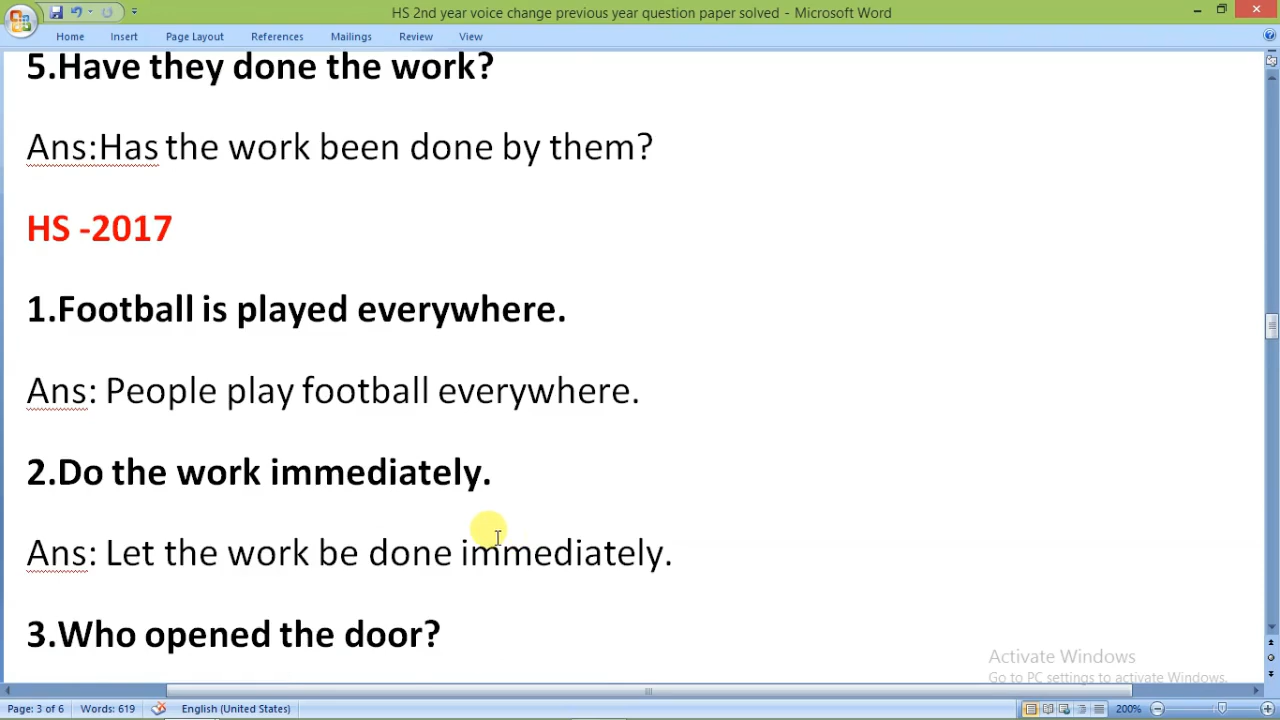 HS 2nd year voice change previous year question paper solved - Microsoft Word
Home Insert Page Layout References Mailings Review View
5.Have they done the work?
Ans:Has the work been done by them?
HS -2017
1.Football is played everywhere.
Ans: People play football everywhere.
2.Do the work immediately.
Ans: Let the work be done immediately.
3.Who opened the door?
Activate Windows
Go to PC settings to activate Windows.
Page: 3 of 6 Words: 619 English (United States) 200%